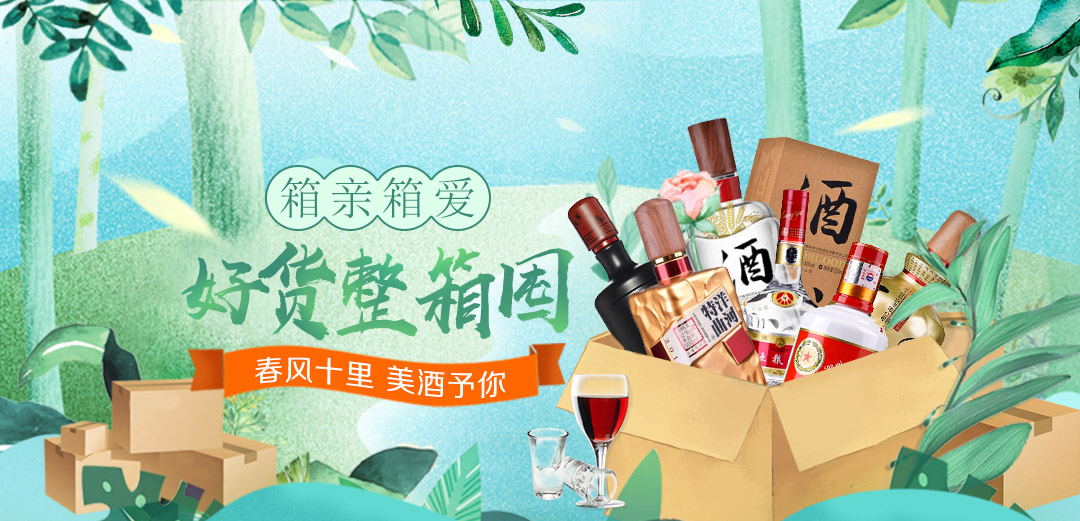 箱亲箱爱
好货整箱囤
春风十里 美酒予你
酒
酒
洋河
特曲